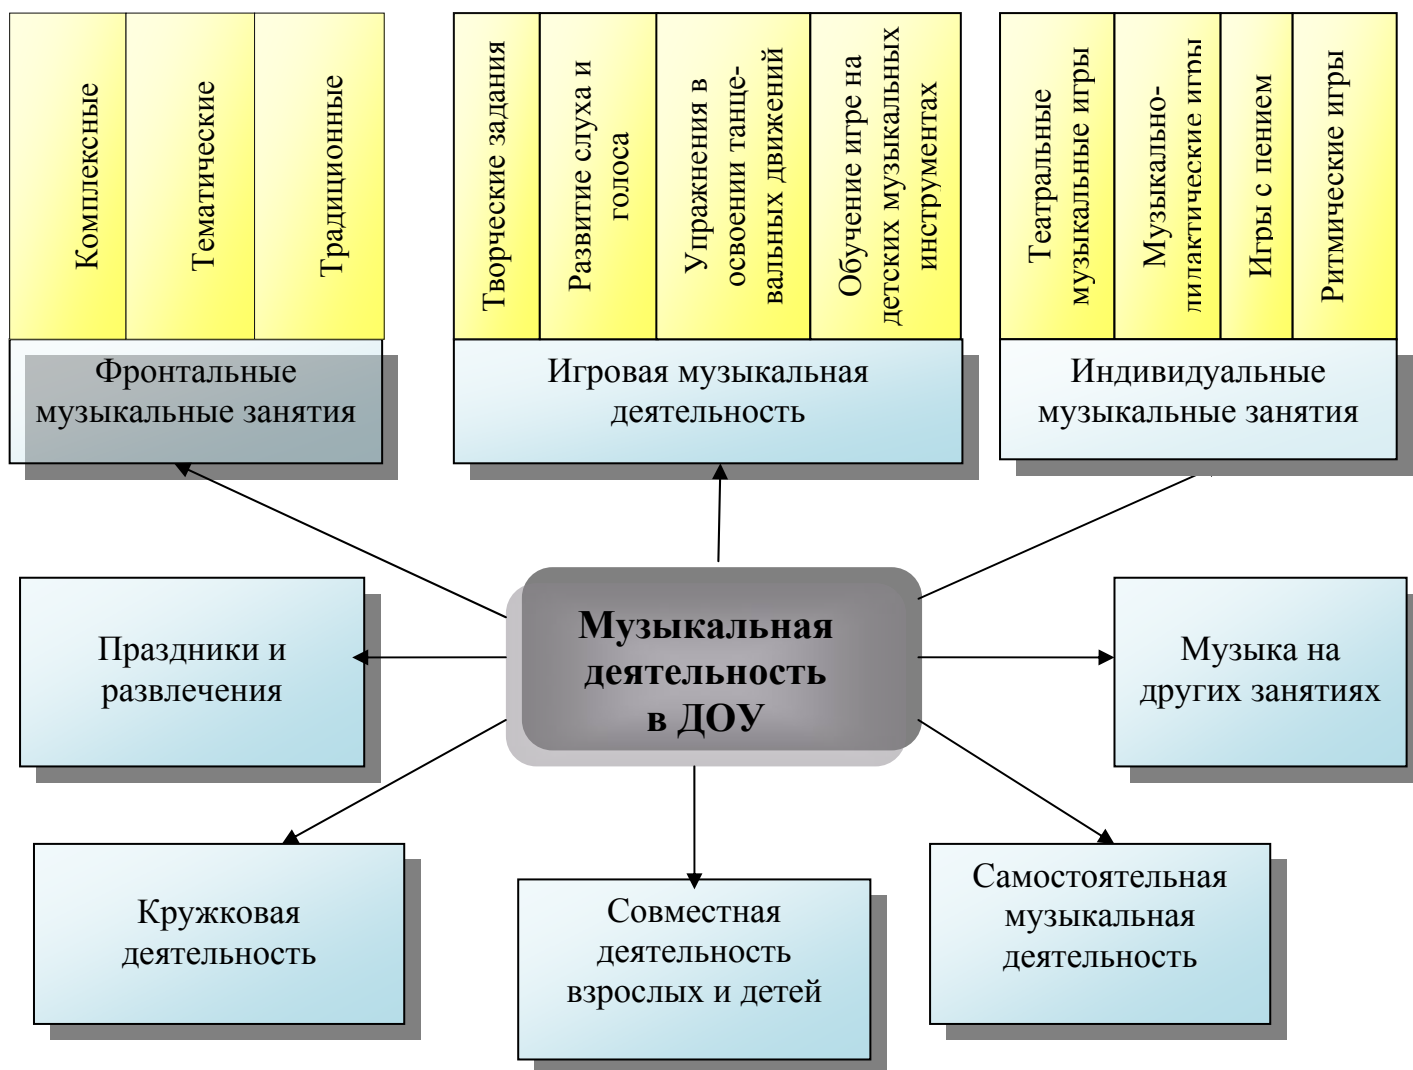 Комплексные
Тематические
Традиционные
Творческие задания
Развитие слуха и
голоса
Упражнения в
освоении танце-
вальных движений
Обучение игре на
детских музыкальных
инструментах
Театральные
музыкальные игры
Музыкально-
дидактические игры
Игры с пением
Ритмические игры
Фронтальные
музыкальные занятия
Игровая музыкальная
деятельность
Индивидуальные
музыкальные занятия
Праздники и
развлечения
Музыкальная
деятельность
в ДОУ
Музыка на
других занятиях
Кружковая
деятельность
Совместная
деятельность
взрослых и детей
Самостоятельная
музыкальная
деятельность